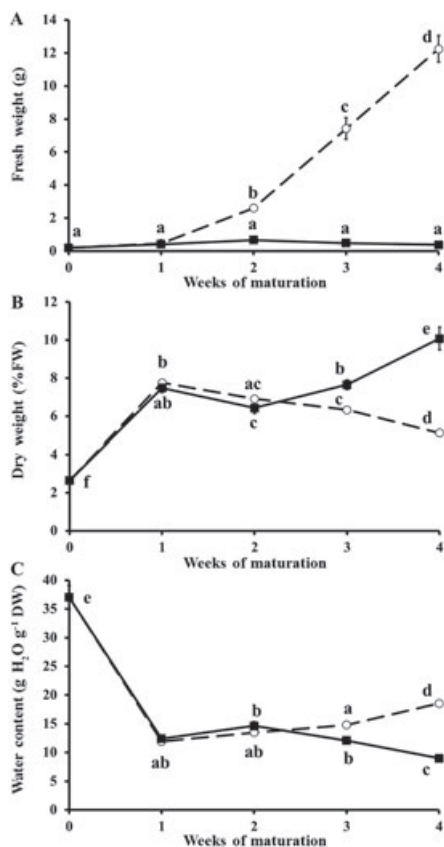 A
14
12
d
10
Fresh weight (g)
8
c
6
4
b
2
a a a a a
0
0 1 2 3 4
Weeks of maturation
B
12
e
10
b b
8
ac
Dry weight (%FW)
6
ab c c
d
4
f
2
0
0 1 2 3 4
Weeks of maturation
C
40
e
35
30
Water content (g H₂O g⁻¹ DW)
25
20
d
a
15
b
10
ab ab b
c
5
0
0 1 2 3 4
Weeks of maturation